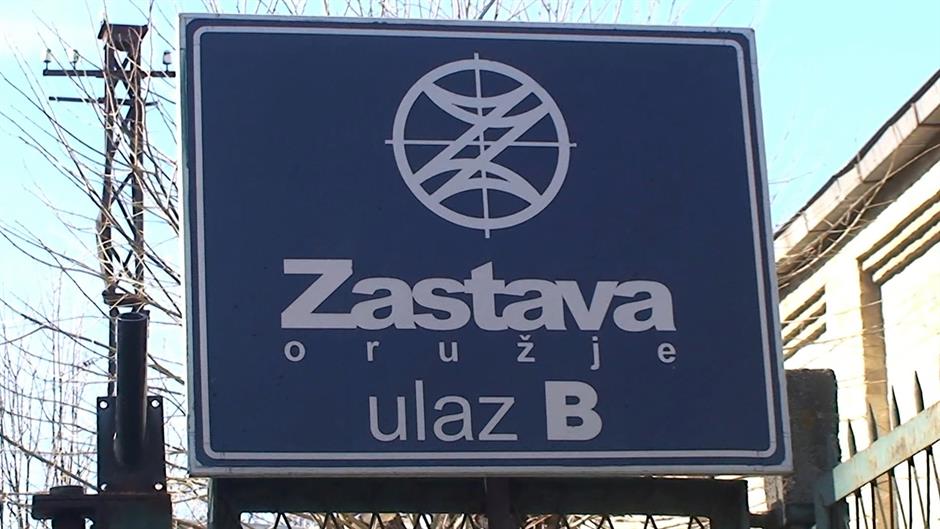 Zastava
oružje
ulaz B